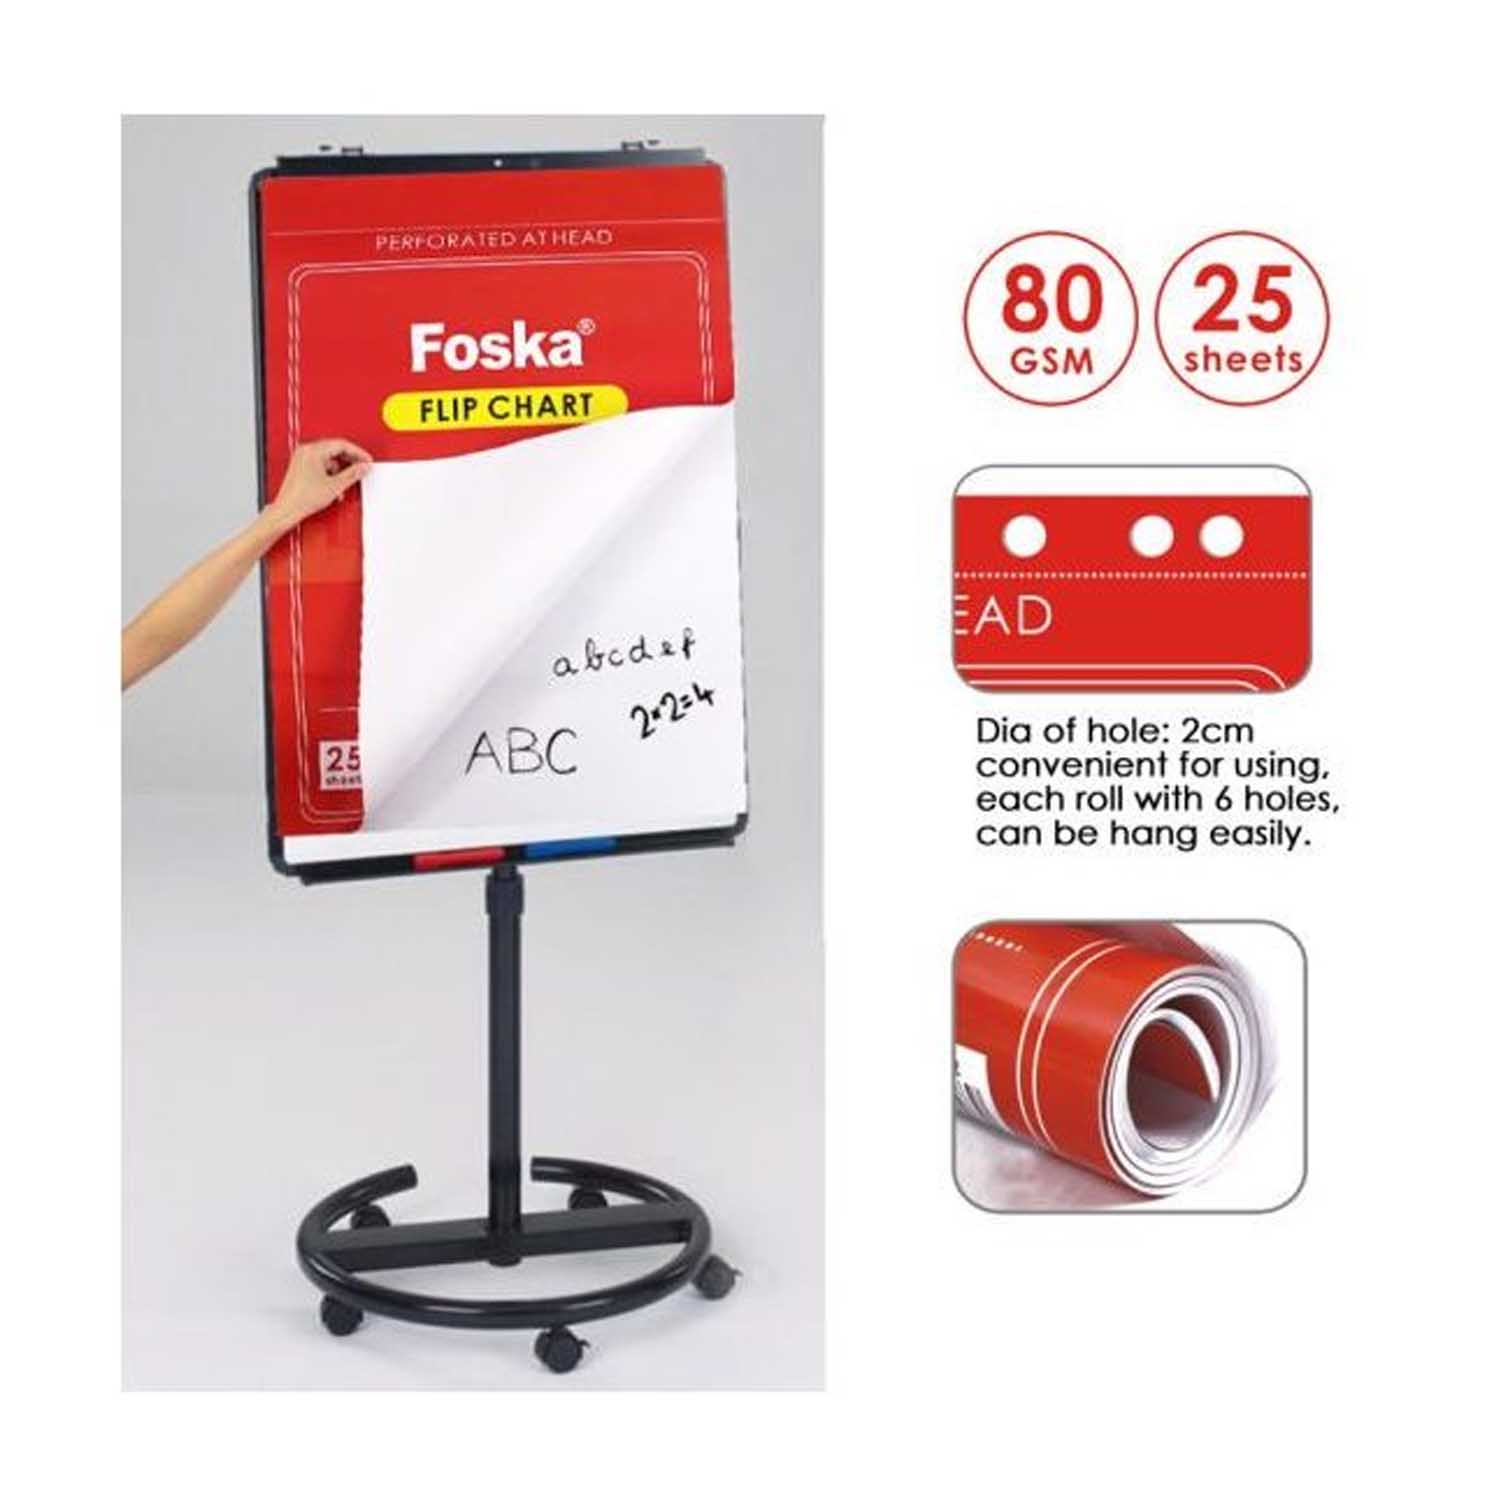 PERFORATED AT HEAD
Foska®
FLIP CHART
abcdef
2×2=4
ABC
25
sheet
80
GSM
25
sheets
EAD
Dia of hole: 2cm
convenient for using,
each roll with 6 holes,
can be hang easily.